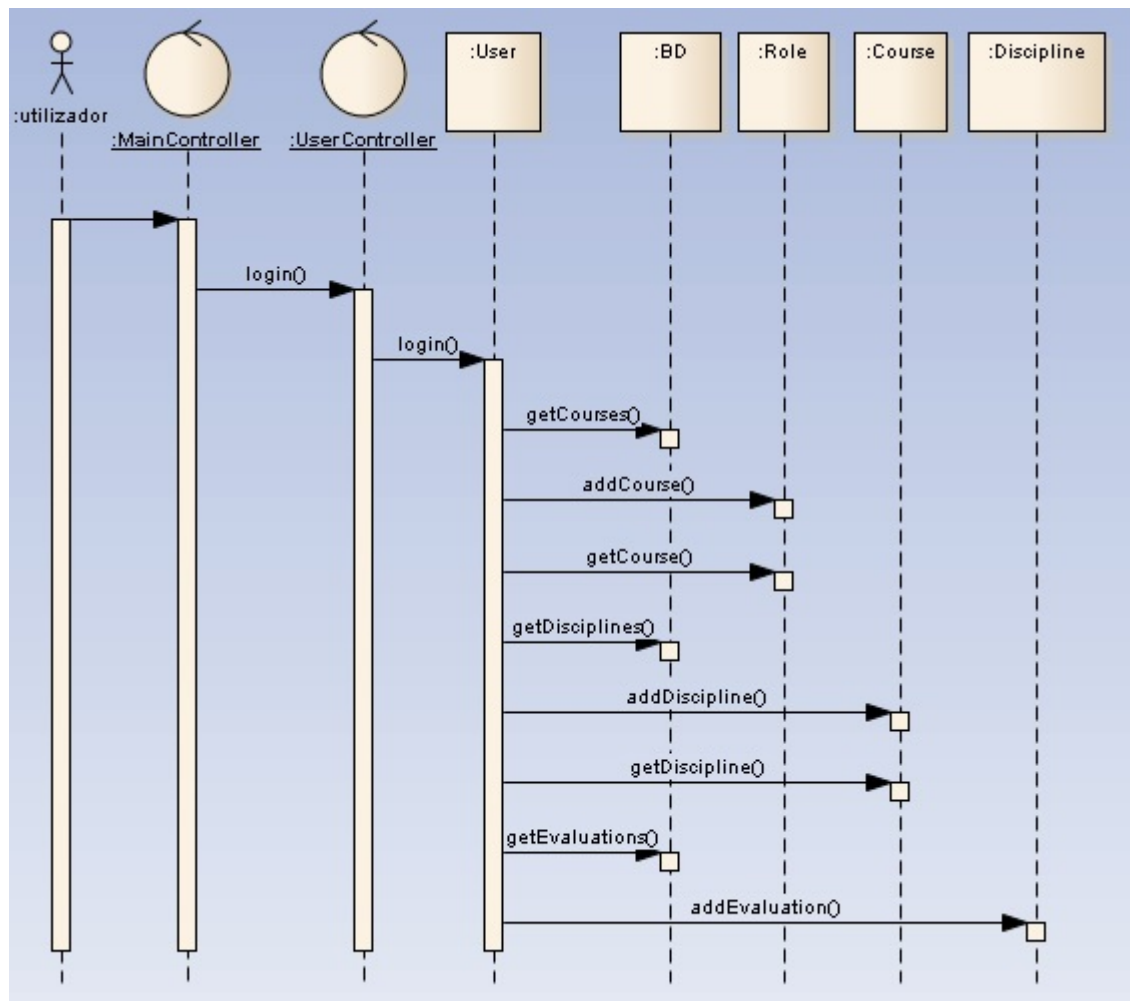 :User
:BD
:Role
:Course
:Discipline
:utilizador
:MainController
:UserController
login()
login()
getCourses()
addCourse()
getCourse()
getDisciplines()
addDiscipline()
getDiscipline()
getEvaluations()
addEvaluation()